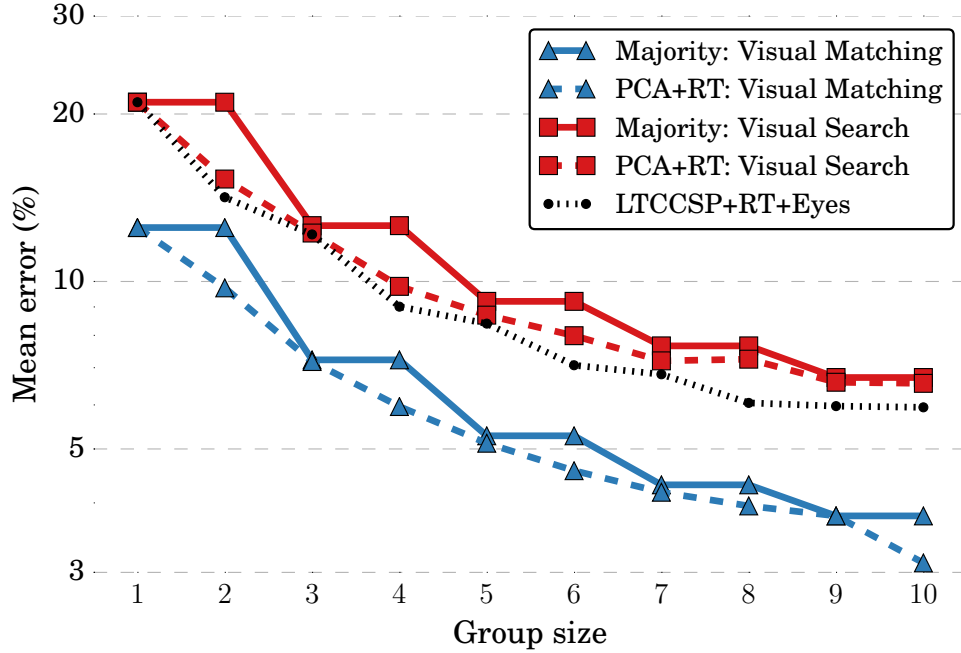 30
20
10
5
3
Mean error (%)
Majority: Visual Matching
PCA+RT: Visual Matching
Majority: Visual Search
PCA+RT: Visual Search
LTCCSP+RT+Eyes
1 2 3 4 5 6 7 8 9 10
Group size